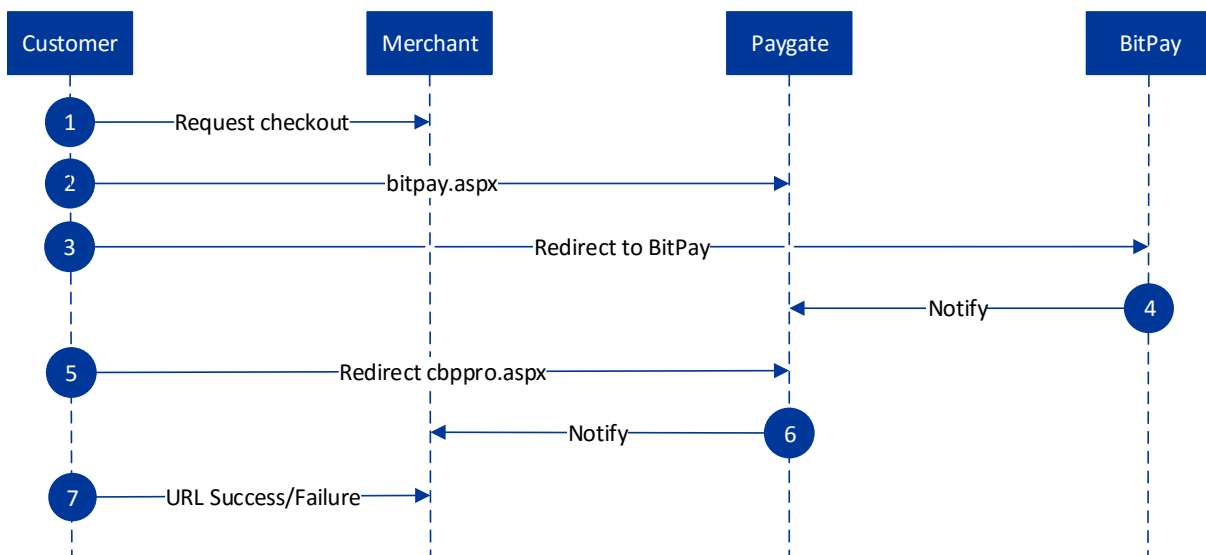 Customer
Merchant
Paygate
BitPay
1
Request checkout
2
bitpay.aspx
3
Redirect to BitPay
Notify
4
5
Redirect cbppro.aspx
Notify
6
7
URL Success/Failure